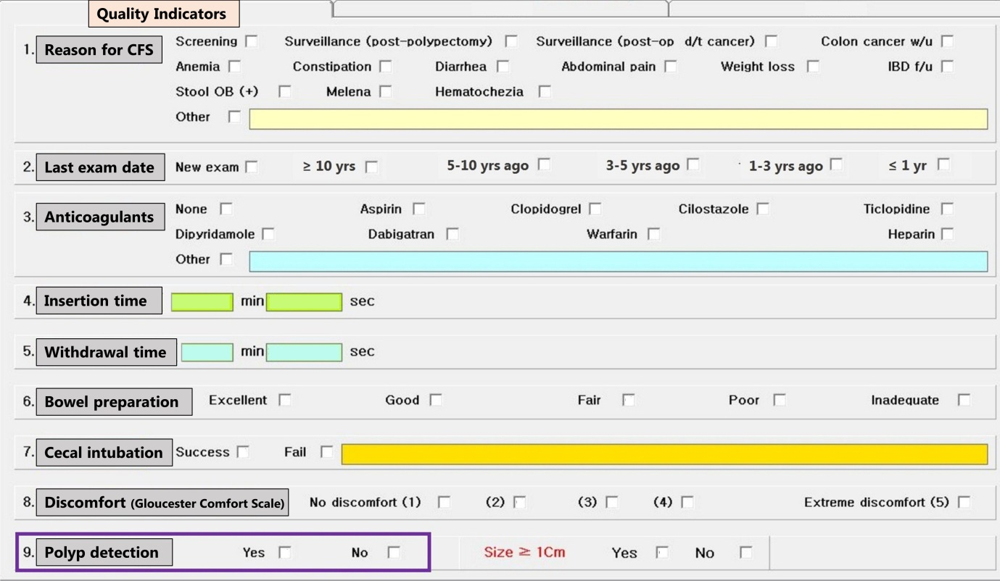 Quality Indicators
1. Reason for CFS Screening Surveillance (post-polypectomy) Surveillance (post-op d/t cancer) Colon cancer w/u
Anemia Constipation Diarrhea Abdominal pain Weight loss IBD f/u
Stool OB (+) Melena Hematochezia
Other
2. Last exam date New exam ≥ 10 yrs 5-10 yrs ago 3-5 yrs ago 1-3 yrs ago ≤ 1 yr
3. Anticoagulants None Aspirin Clopidogrel Cilostazole Ticlopidine
Dipyridamole Dabigatran Warfarin Heparin
Other
4. Insertion time min sec
5. Withdrawal time min sec
6. Bowel preparation Excellent Good Fair Poor Inadequate
7. Cecal intubation Success Fail
8. Discomfort (Gloucester Comfort Scale) No discomfort (1) (2) (3) (4) Extreme discomfort (5)
9. Polyp detection Yes No Size ≥ 1Cm Yes No